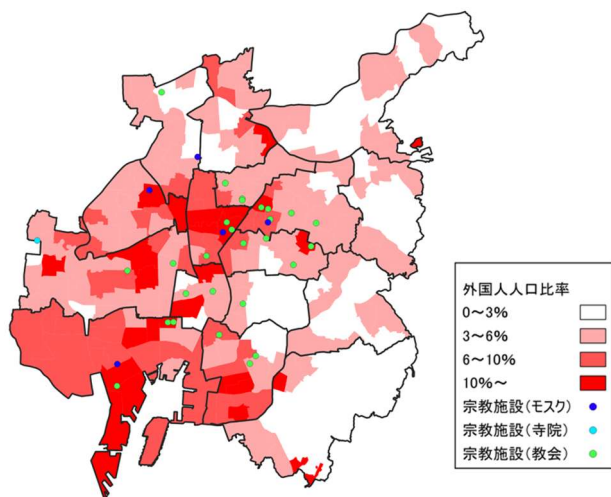 外国人人口比率
0～3%
3～6%
6～10%
10%～
宗教施設(モスク)
宗教施設(寺院)
宗教施設(教会)